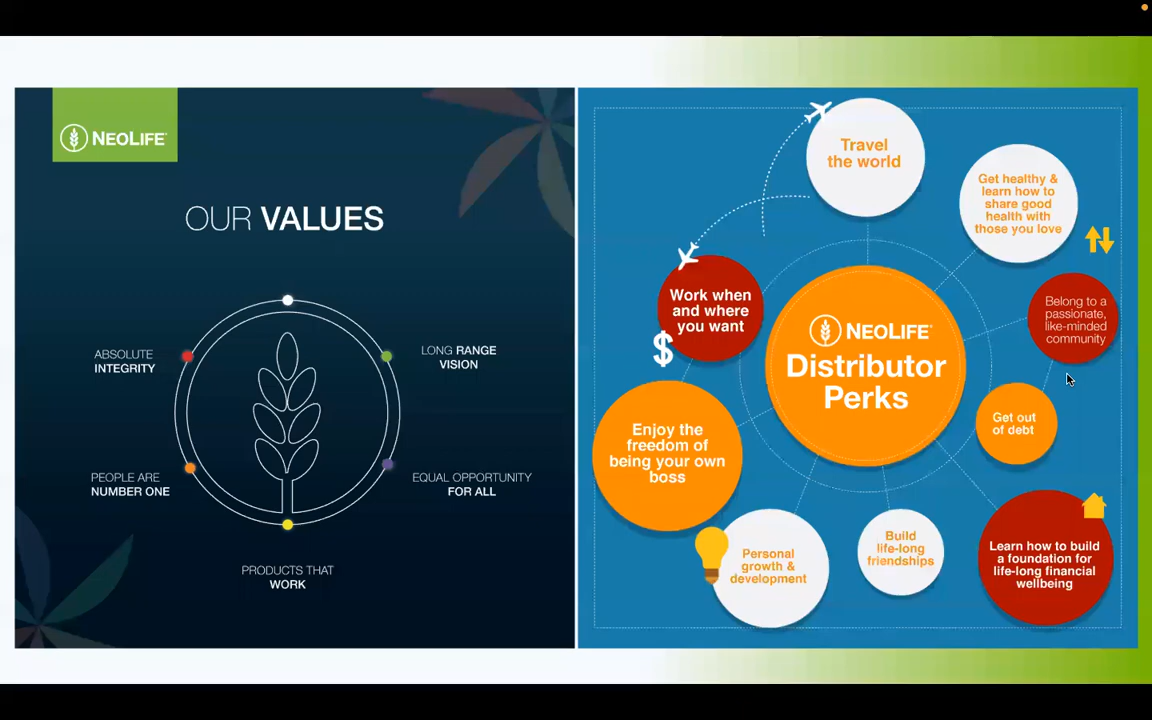 NEOLIFE
OUR VALUES
ABSOLUTE
INTEGRITY
LONG RANGE
VISION
PEOPLE ARE
NUMBER ONE
EQUAL OPPORTUNITY
FOR ALL
PRODUCTS THAT
WORK
Travel
the world
Get healthy &
learn how to
share good
health with
those you love
Work when
and where
you want
$
Belong to a
passionate,
like-minded
community
NEOLIFE
Distributor
Perks
Get out
of debt
Enjoy the
freedom of
being your own
boss
Personal
growth &
development
Build
life-long
friendships
Learn how to build
a foundation for
life-long financial
wellbeing